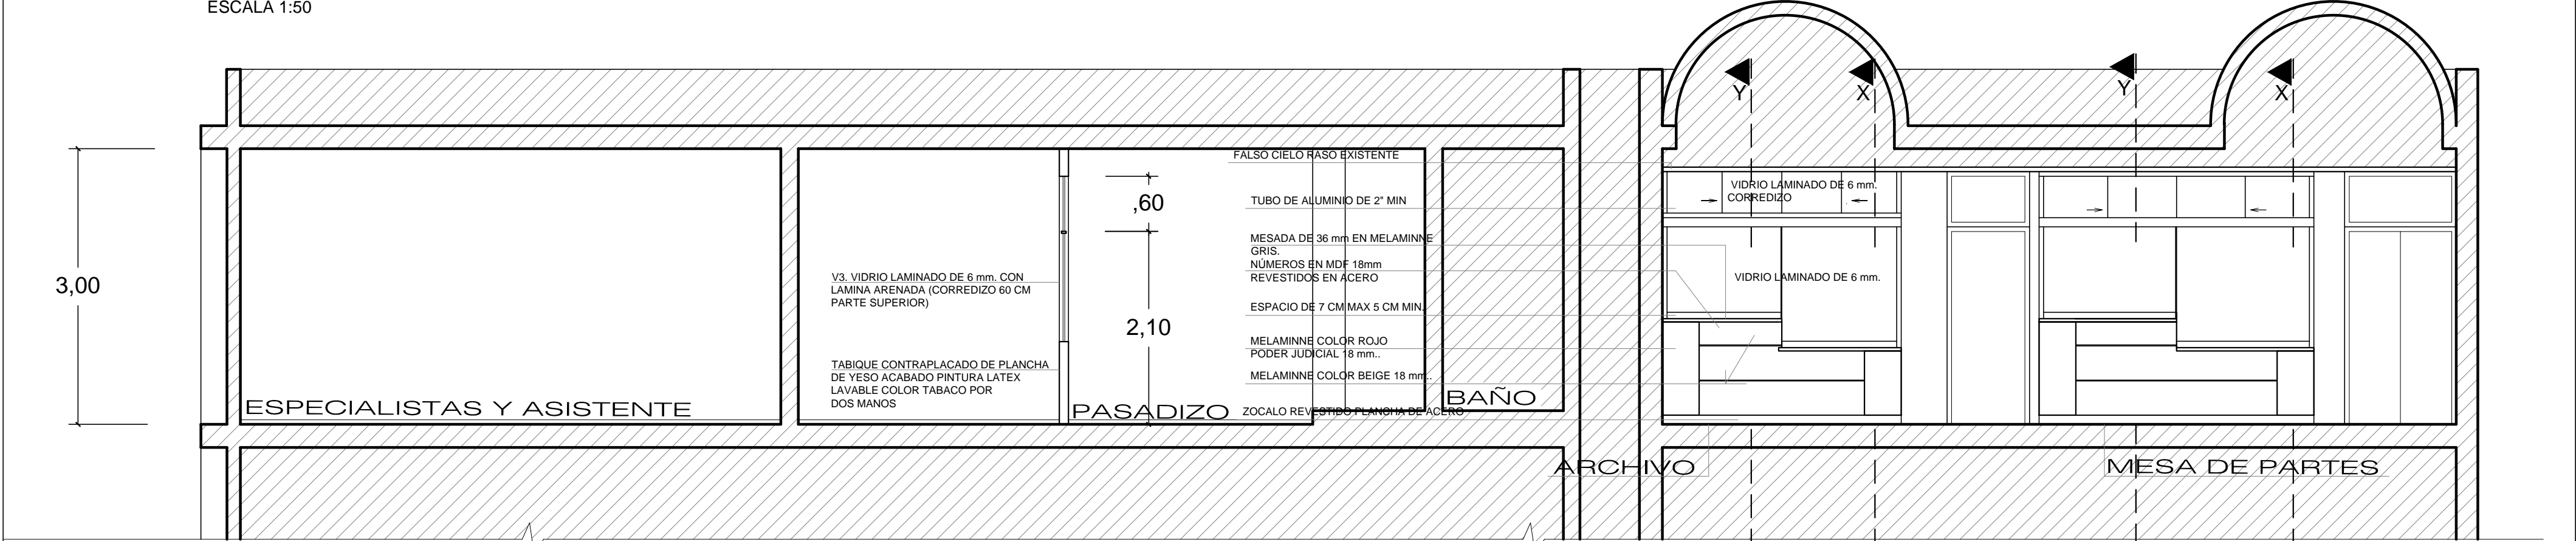 ESCALA 1:50
Y
X
Y
X
3,00
V3. VIDRIO LAMINADO DE 6 mm. CON
LAMINA ARENADA (CORREDIZO 60 CM
PARTE SUPERIOR)
TABIQUE CONTRAPLACADO DE PLANCHA
DE YESO ACABADO PINTURA LATEX
LAVABLE COLOR TABACO POR
DOS MANOS
,60
2,10
FALSO CIELO RASO EXISTENTE
TUBO DE ALUMINIO DE 2" MIN
MESADA DE 36 mm EN MELAMINNE
GRIS.
NÚMEROS EN MDF 18mm
REVESTIDOS EN ACERO
ESPACIO DE 7 CM MAX 5 CM MIN.
MELAMINNE COLOR ROJO
PODER JUDICIAL 18 mm..
MELAMINNE COLOR BEIGE 18 mm..
ZOCALO REVESTIDO PLANCHA DE ACERO
VIDRIO LAMINADO DE 6 mm.
CORREDIZO
VIDRIO LAMINADO DE 6 mm.
ESPECIALISTAS Y ASISTENTE
PASADIZO
BAÑO
ARCHIVO
MESA DE PARTES